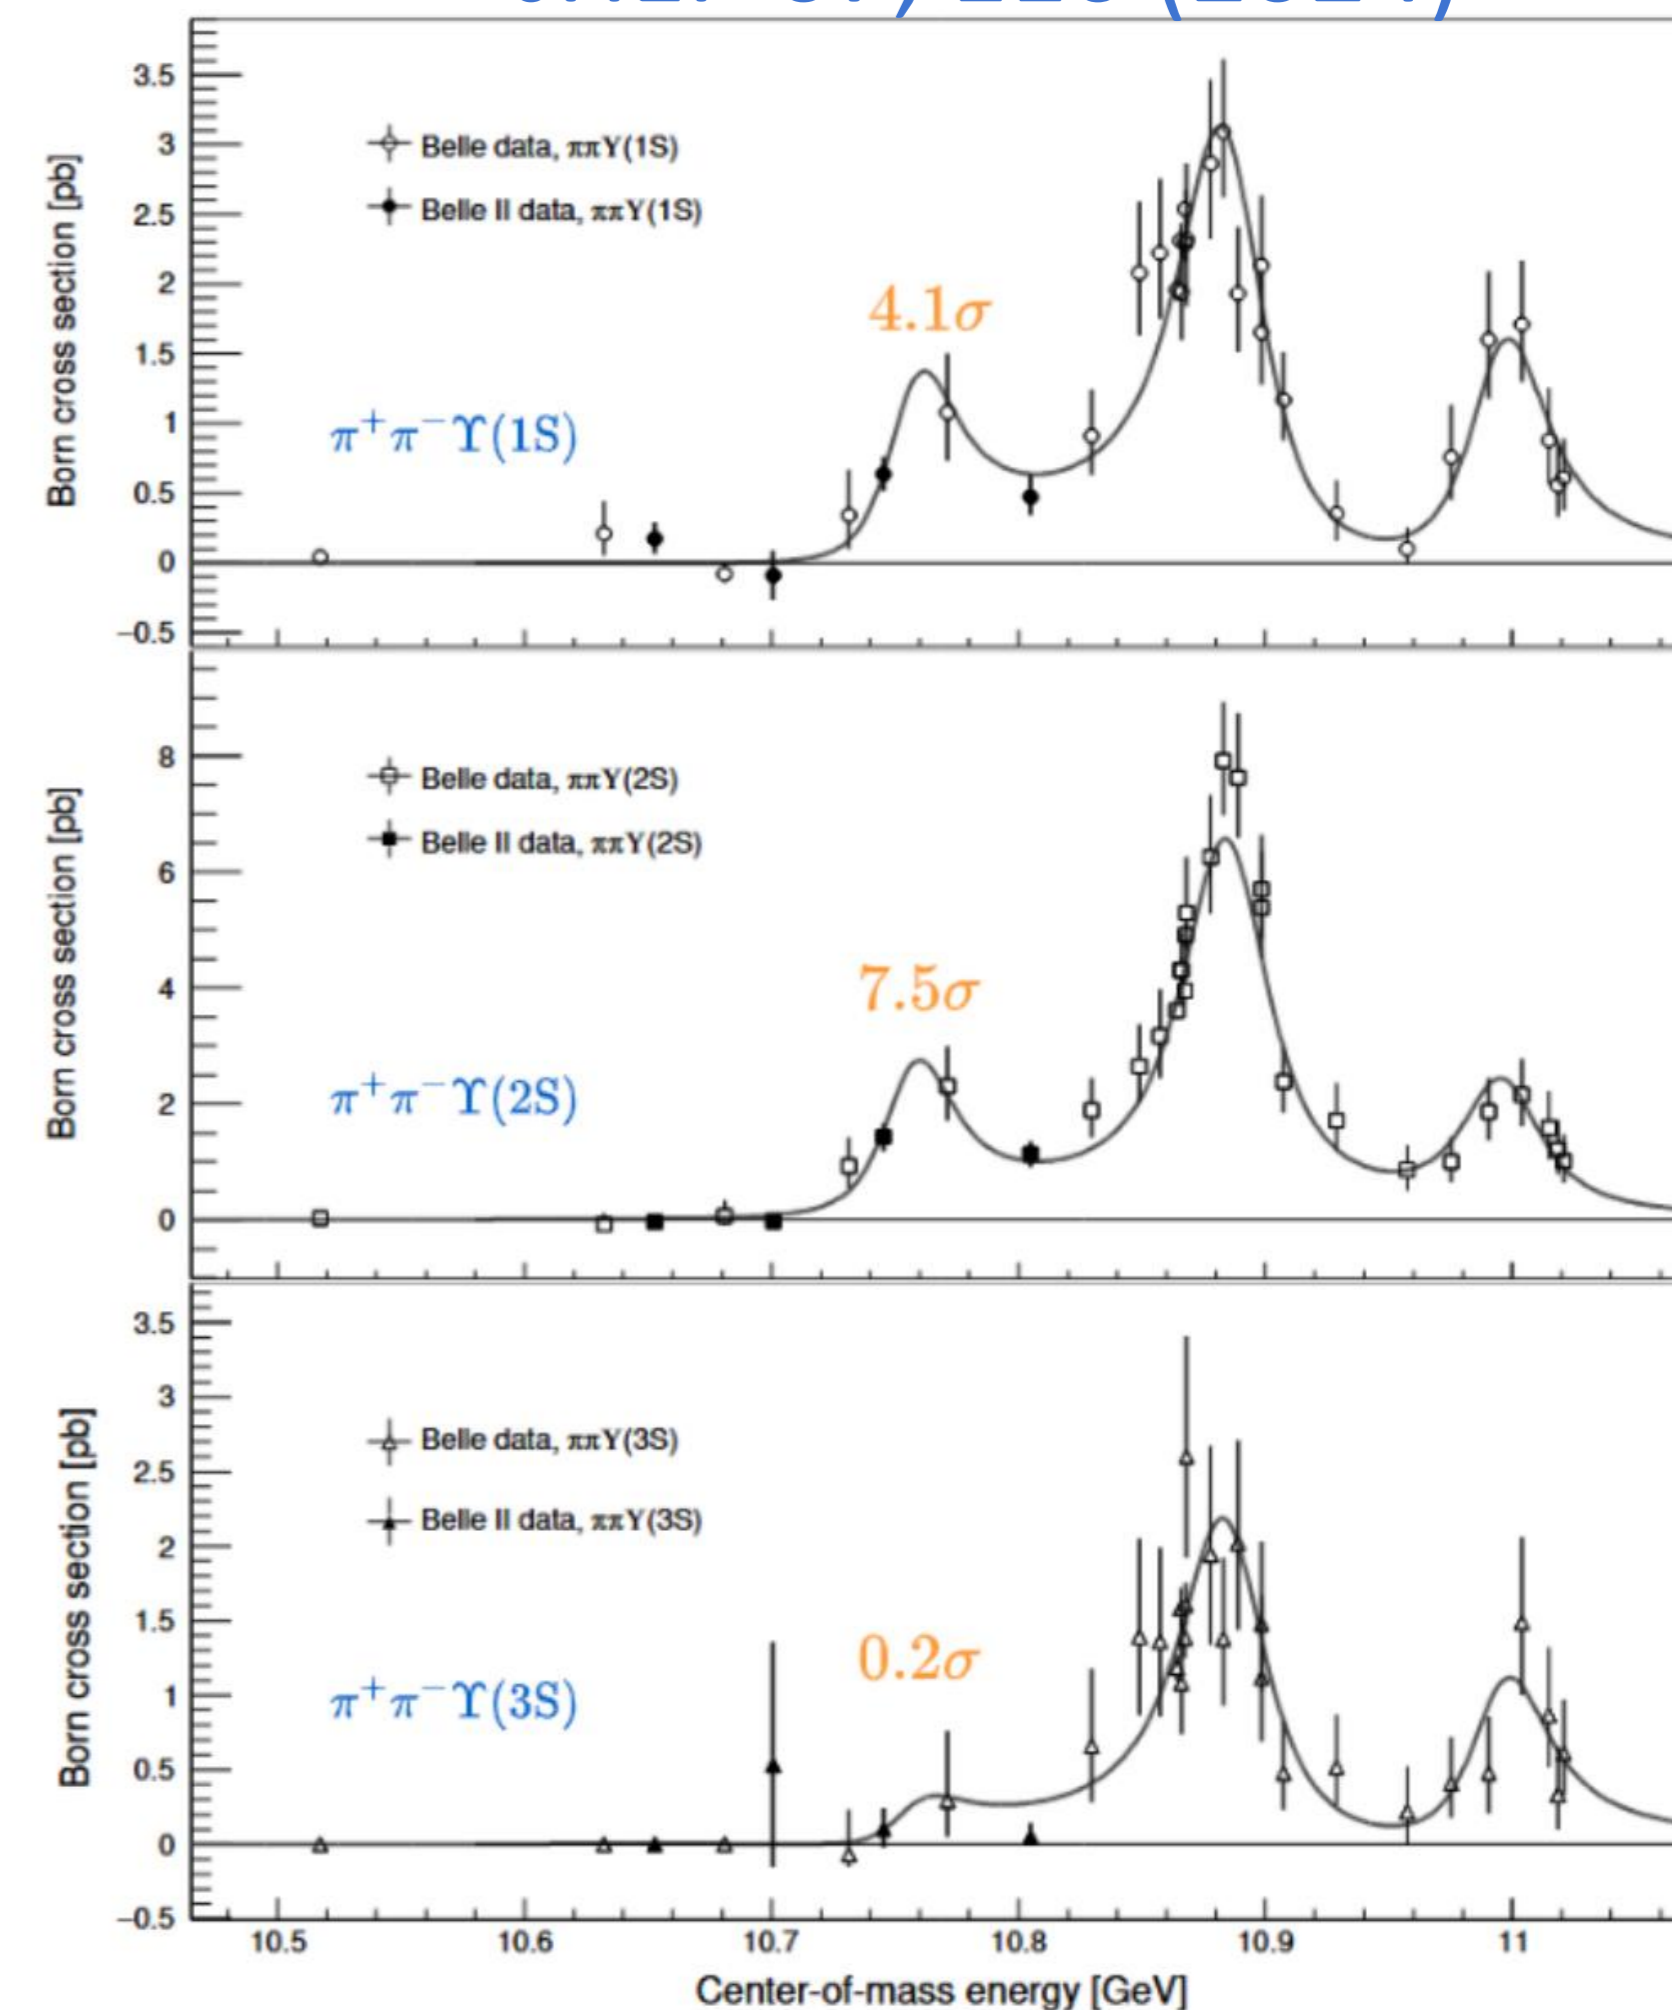 3.5
Belle data, ππΥ(1S)
3
Belle II data, ππΥ(1S)
2.5
2
4.1σ
1.5
π⁺π⁻Υ(1S)
1
0.5
0
−0.5
Born cross section [pb]
8
Belle data, ππΥ(2S)
Belle II data, ππΥ(2S)
6
7.5σ
4
π⁺π⁻Υ(2S)
2
0
Born cross section [pb]
3.5
3
Belle data, ππΥ(3S)
2.5
Belle II data, ππΥ(3S)
2
1.5
0.2σ
π⁺π⁻Υ(3S)
1
0.5
0
−0.5
Born cross section [pb]
10.5 10.6 10.7 10.8 10.9 11
Center-of-mass energy [GeV]